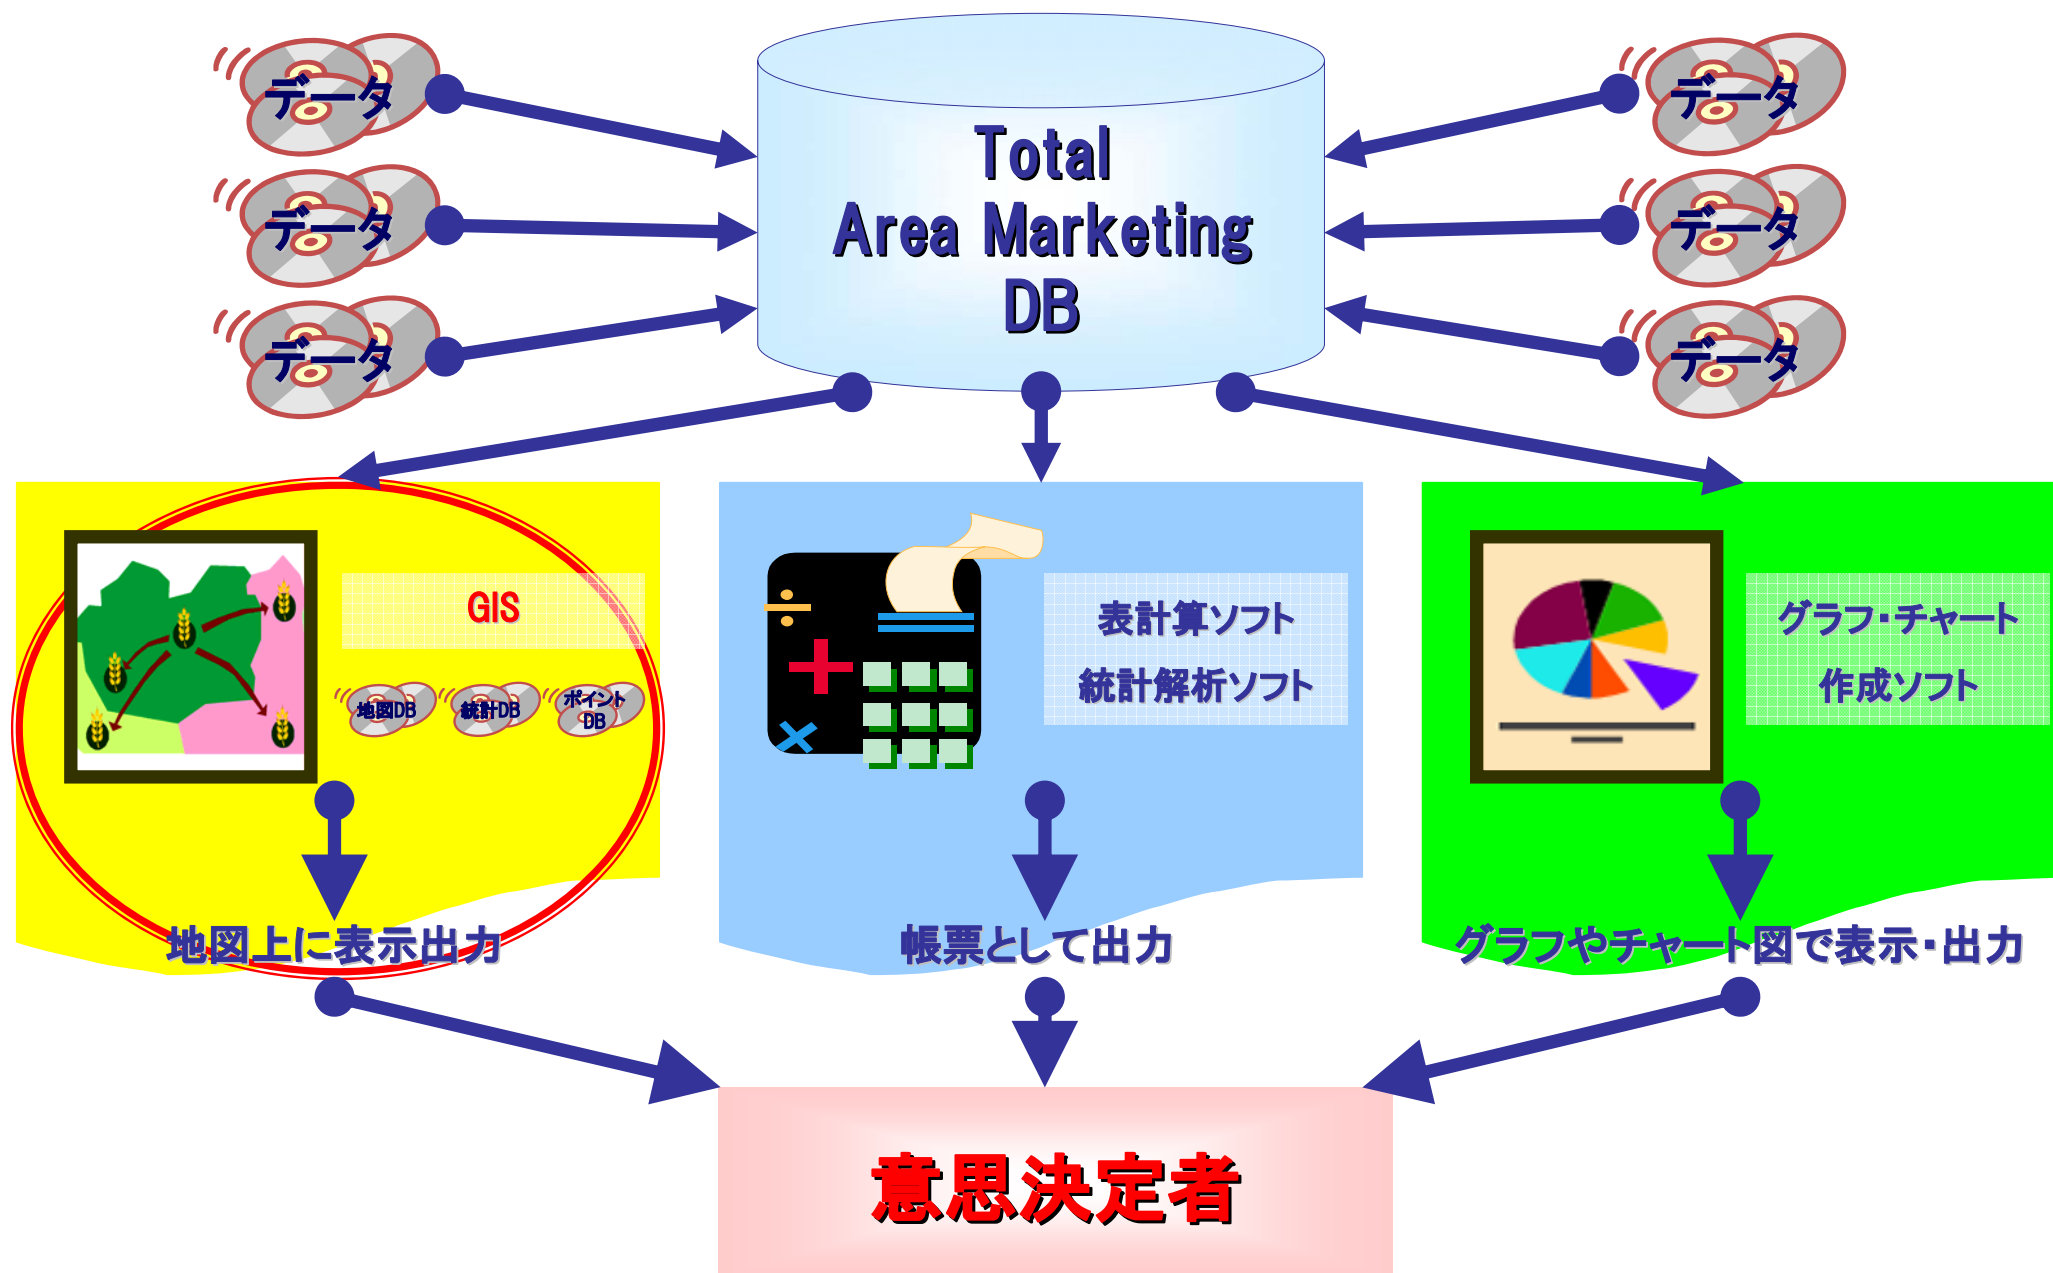 データ
データ
データ
データ
データ
データ
Total
Area Marketing
DB
GIS
地図DB
統計DB
ポイント
DB
表計算ソフト
統計解析ソフト
グラフ・チャート
作成ソフト
地図上に表示出力
帳票として出力
グラフやチャート図で表示・出力
意思決定者